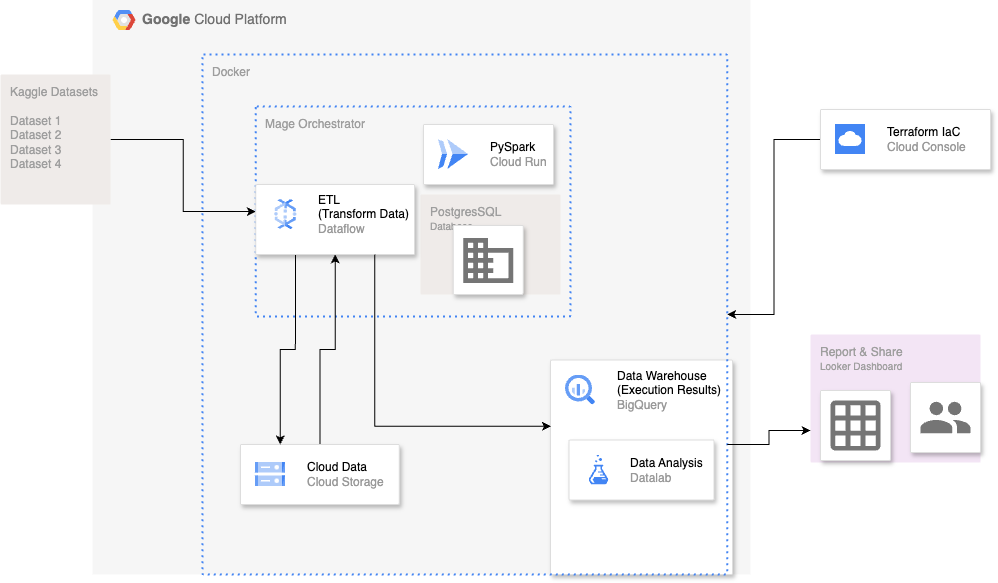 Google Cloud Platform
Docker
Kaggle Datasets
Dataset 1
Dataset 2
Dataset 3
Dataset 4
Mage Orchestrator
PySpark
Cloud Run
ETL
(Transform Data)
Dataflow
PostgresSQL
Terraform IaC
Cloud Console
Report & Share
Looker Dashboard
Data Warehouse
(Execution Results)
BigQuery
Data Analysis
Datalab
Cloud Data
Cloud Storage